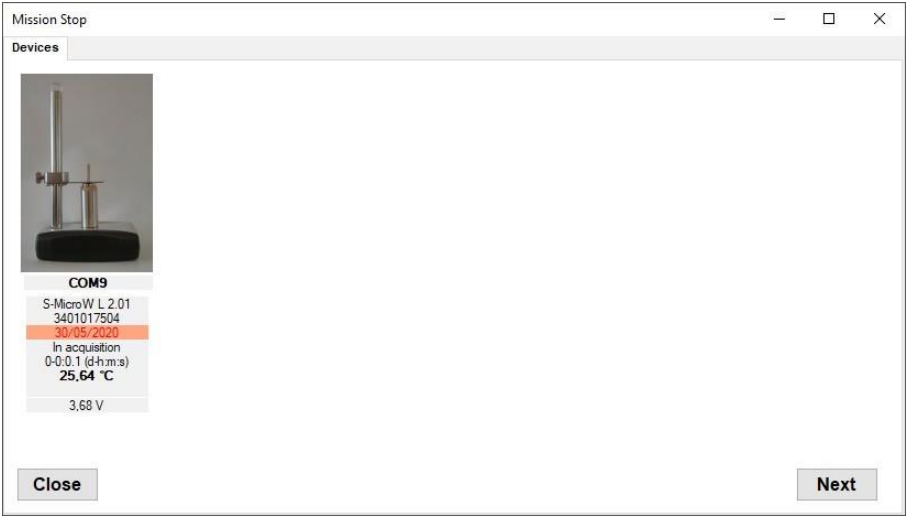 Mission Stop
Devices
COM9
S-MicroW L 2.01
3401017504
30/05/2020
In acquisition
0-0:0.1 (d-h:m:s)
25,64 °C
3,68 V
Close
Next